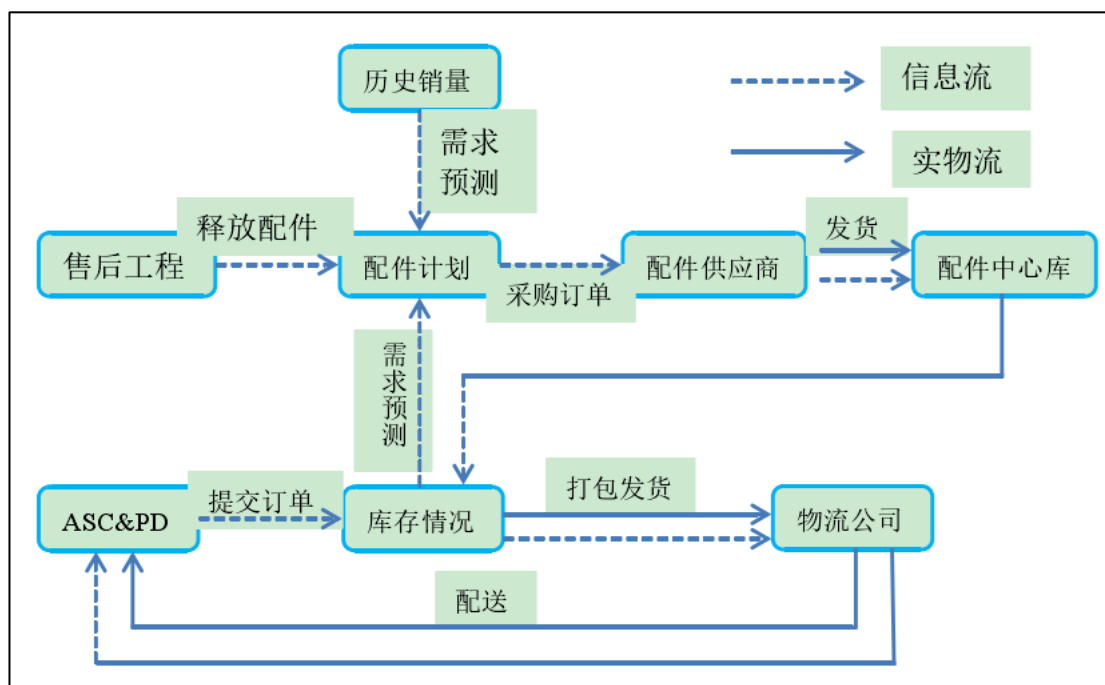 历史销量
信息流
需求
预测
实物流
释放配件
发货
售后工程
配件计划
配件供应商
配件中心库
采购订单
需
求
预
测
提交订单
打包发货
ASC&PD
库存情况
物流公司
配送